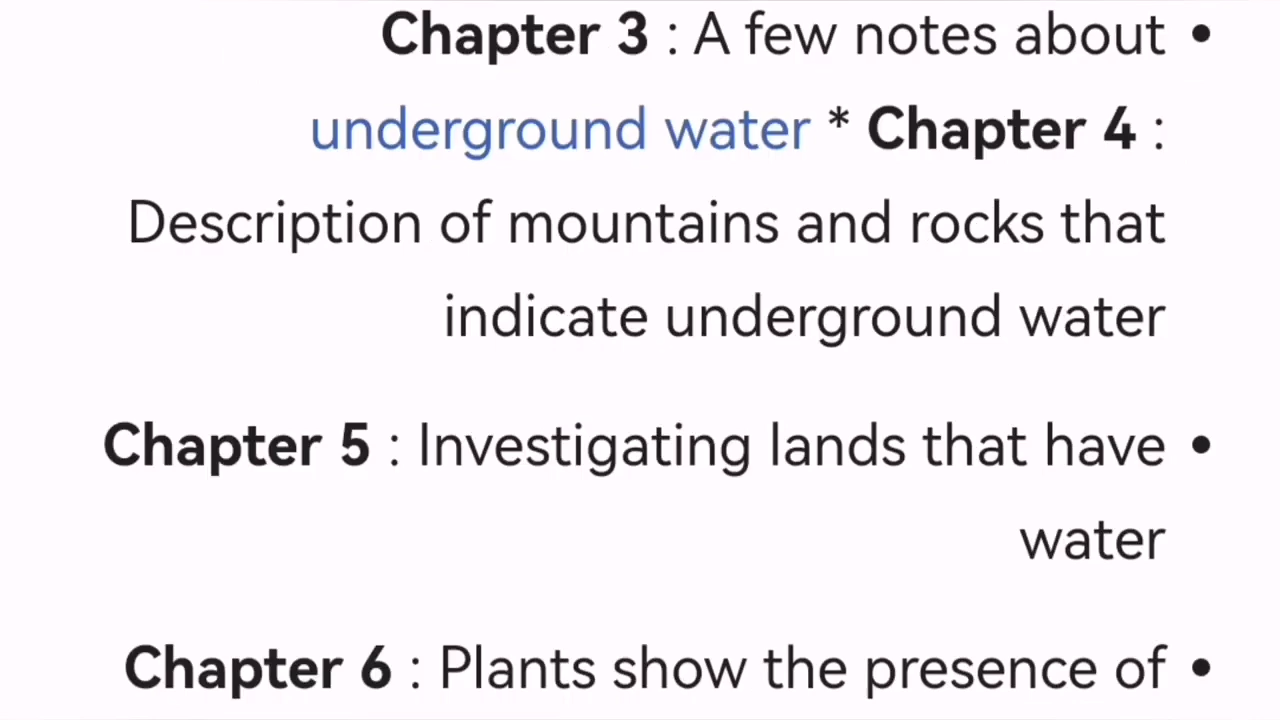 Chapter 3 : A few notes about •
underground water * Chapter 4 :
Description of mountains and rocks that
indicate underground water
Chapter 5 : Investigating lands that have •
water
Chapter 6 : Plants show the presence of •